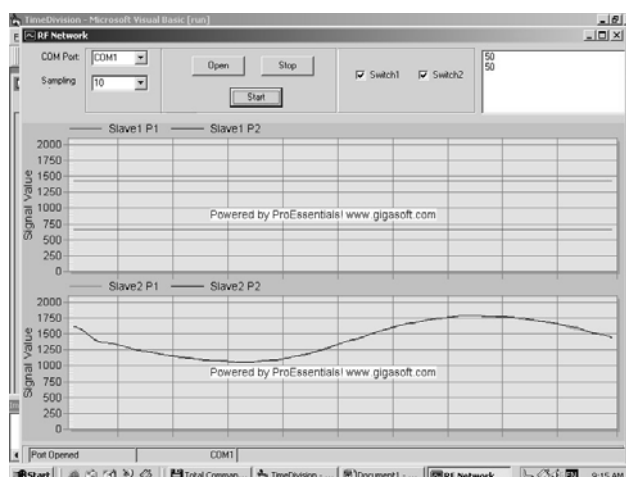 TimeDivision - Microsoft Visual Basic [run]
RF Network
COM Port:
COM1
Open
Stop
Switch1
Switch2
50
50
Sampling
10
Start
Slave1 P1
Slave1 P2
2000
1750
1500
1250
1000
750
500
250
0
Signal Value
Powered by ProEssentials! www.gigasoft.com
Slave2 P1
Slave2 P2
2000
1750
1500
1250
1000
750
500
250
0
Signal Value
Powered by ProEssentials! www.gigasoft.com
Port Opened
COM1
Start
Total Comman...
TimeDivision - ...
Document1 - ...
RF Network
EN
9:15 AM